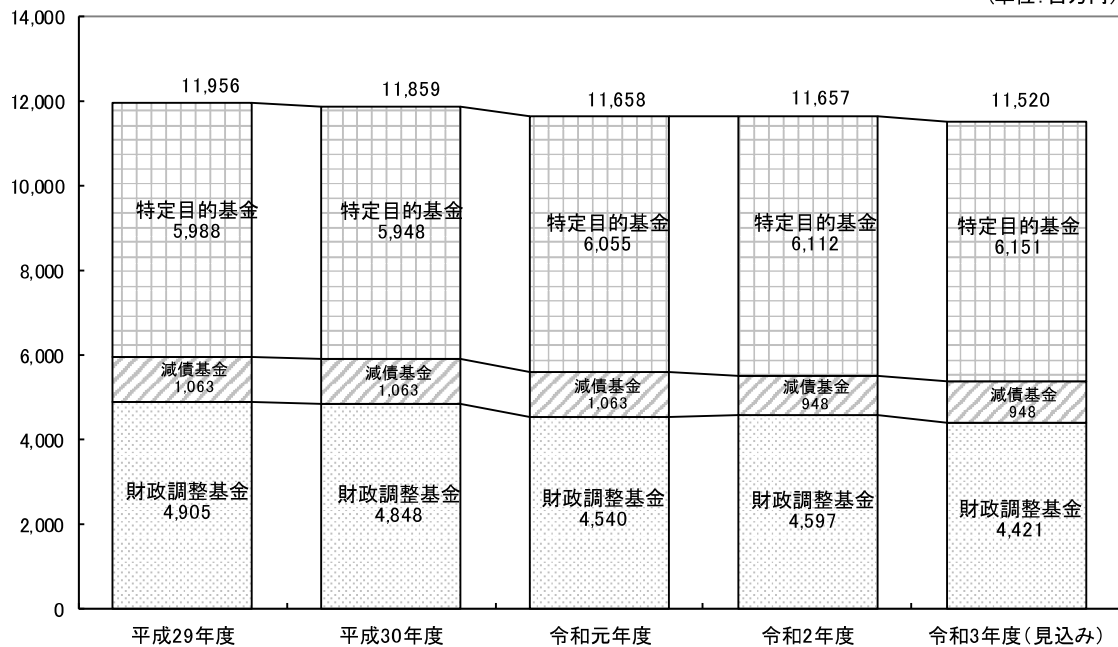 (単位:百万円)
14,000
12,000
10,000
8,000
6,000
4,000
2,000
0
11,956
11,859
11,658
11,657
11,520
特定目的基金
5,988
特定目的基金
5,948
特定目的基金
6,055
特定目的基金
6,112
特定目的基金
6,151
減債基金
1,063
減債基金
1,063
減債基金
1,063
減債基金
948
減債基金
948
財政調整基金
4,905
財政調整基金
4,848
財政調整基金
4,540
財政調整基金
4,597
財政調整基金
4,421
平成29年度
平成30年度
令和元年度
令和2年度
令和3年度(見込み)